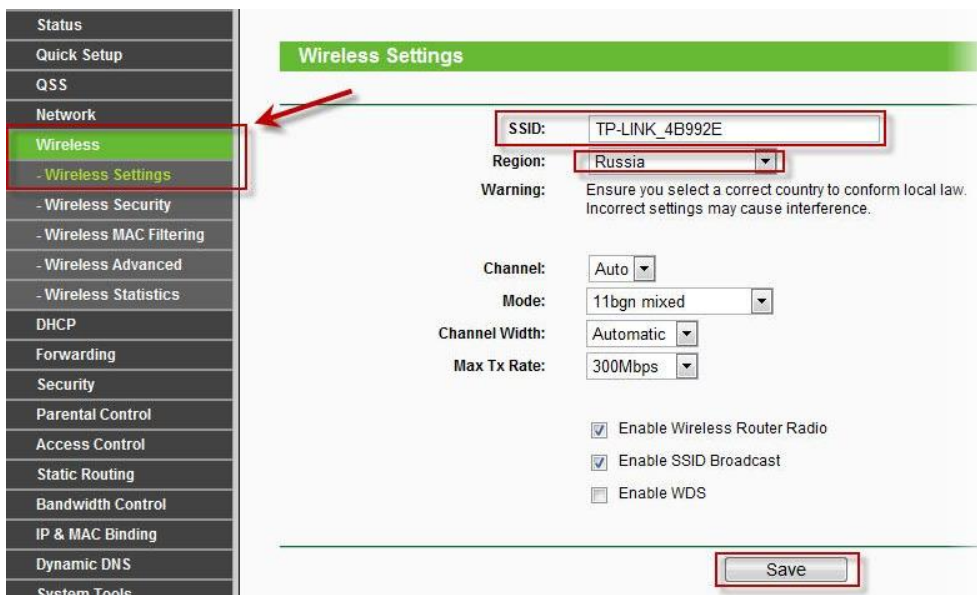 Status
Quick Setup
QSS
Network
Wireless
- Wireless Settings
- Wireless Security
- Wireless MAC Filtering
- Wireless Advanced
- Wireless Statistics
DHCP
Forwarding
Security
Parental Control
Access Control
Static Routing
Bandwidth Control
IP & MAC Binding
Dynamic DNS
System Tools
Wireless Settings
SSID: TP-LINK_4B992E
Region: Russia
Warning: Ensure you select a correct country to conform local law.
Incorrect settings may cause interference.
Channel: Auto
Mode: 11bgn mixed
Channel Width: Automatic
Max Tx Rate: 300Mbps
Enable Wireless Router Radio
Enable SSID Broadcast
Enable WDS
Save